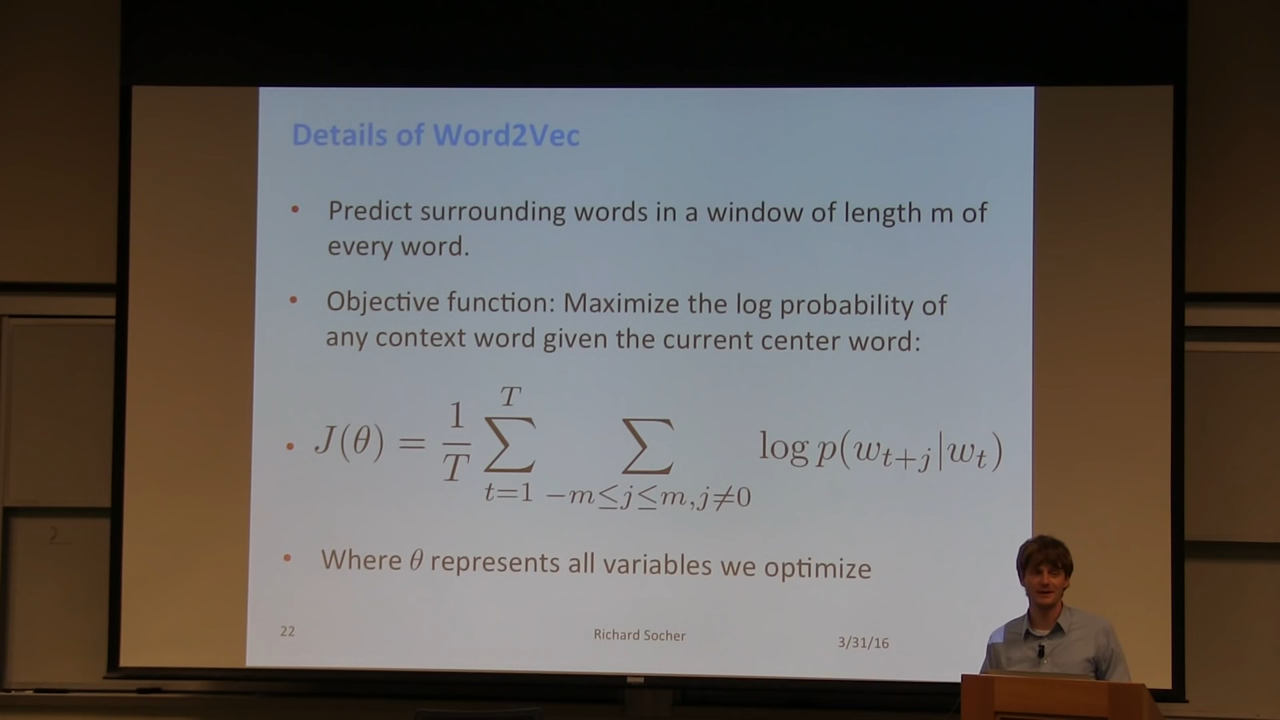 Details of Word2Vec
• Predict surrounding words in a window of length m of
every word.
• Objective function: Maximize the log probability of
any context word given the current center word:
• J(θ) = 1/T ∑_{t=1}^{T} ∑_{−m≤j≤m,j≠0} log p(w_{t+j}|w_t)
• Where θ represents all variables we optimize
22 Richard Socher 3/31/16